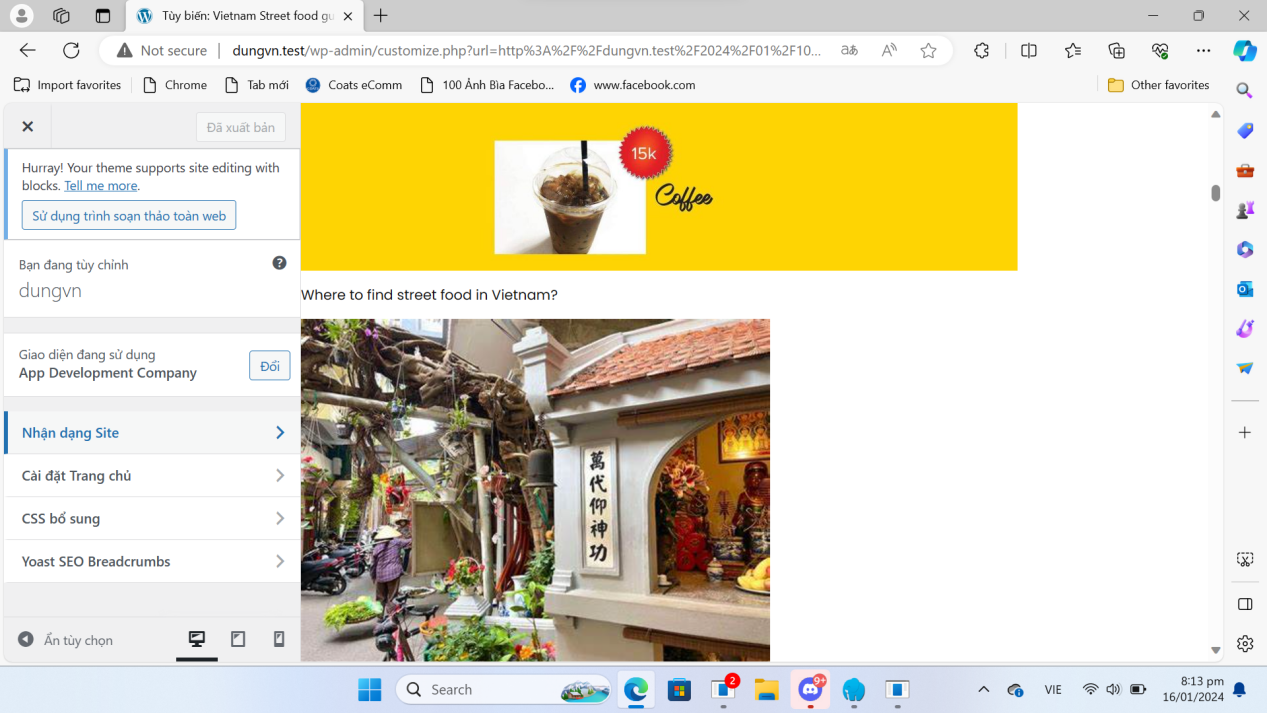 Tùy biến: Vietnam Street food gu
Not secure
dungvn.test/wp-admin/customize.php?url=http%3A%2F%2Fdungvn.test%2F2024%2F01%2F10...
Import favorites
Chrome
Tab mới
Coats eComm
100 Ảnh Bìa Facebo...
www.facebook.com
Other favorites
Đã xuất bản
Hurray! Your theme supports site editing with
blocks. Tell me more.
Sử dụng trình soạn thảo toàn web
Bạn đang tùy chỉnh
dungvn
Giao diện đang sử dụng
App Development Company
Đổi
Nhận dạng Site
Cài đặt Trang chủ
CSS bổ sung
Yoast SEO Breadcrumbs
Ẩn tùy chọn
15k
Coffee
Where to find street food in Vietnam?
萬代仰神功
Search
2
9+
VIE
8:13 pm
16/01/2024